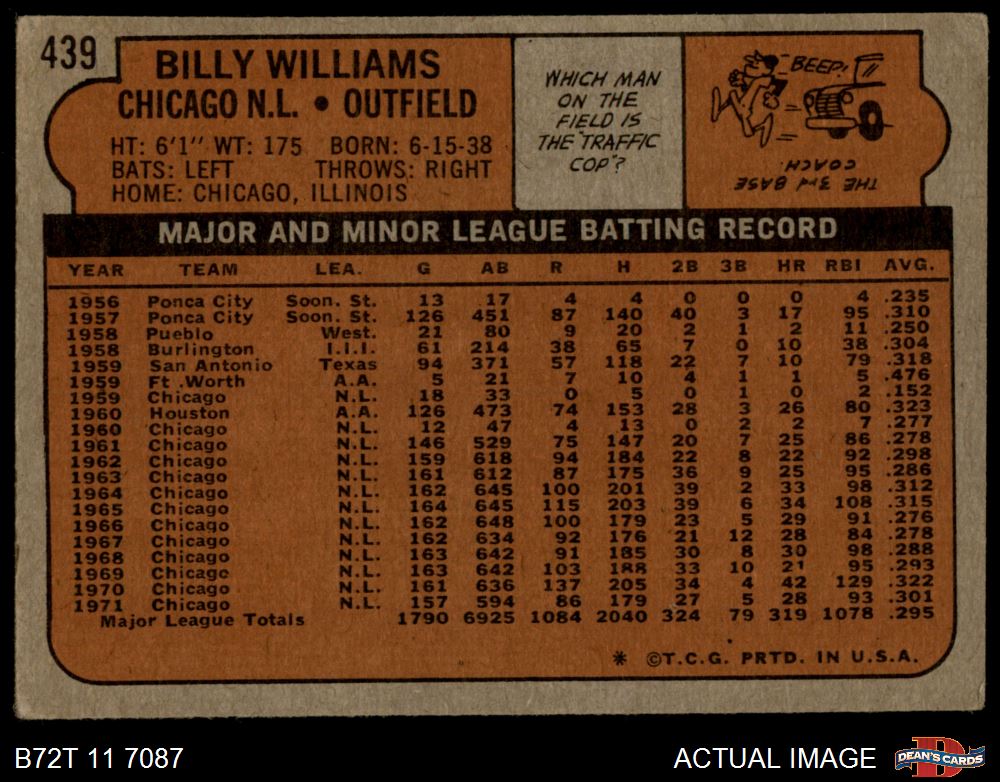 439
BILLY WILLIAMS
CHICAGO N.L. • OUTFIELD
HT: 6'1" WT: 175 BORN: 6-15-38
BATS: LEFT THROWS: RIGHT
HOME: CHICAGO, ILLINOIS
WHICH MAN
ON THE
FIELD IS
THE "TRAFFIC
COP"?
BEEP!
THE 3rd BASE
COACH.
MAJOR AND MINOR LEAGUE BATTING RECORD
YEAR TEAM LEA. G AB R H 2B 3B HR RBI AVG.
1956 Ponca City Soon. St. 13 17 4 4 0 0 0 4 .235
1957 Ponca City Soon. St. 126 451 87 140 40 3 17 95 .310
1958 Pueblo West. 21 80 9 20 2 1 2 11 .250
1958 Burlington I.I.I. 61 214 38 65 7 0 10 38 .304
1959 San Antonio Texas 94 371 57 118 22 7 10 79 .318
1959 Ft .Worth A.A. 5 21 7 10 4 1 1 5 .476
1959 Chicago N.L. 18 33 0 5 0 1 0 2 .152
1960 Houston A.A. 126 473 74 153 28 3 26 80 .323
1960 Chicago N.L. 12 47 4 13 0 2 2 7 .277
1961 Chicago N.L. 146 529 75 147 20 7 25 86 .278
1962 Chicago N.L. 159 618 94 184 22 8 22 92 .298
1963 Chicago N.L. 161 612 87 175 36 9 25 95 .286
1964 Chicago N.L. 162 645 100 201 39 2 33 98 .312
1965 Chicago N.L. 164 645 115 203 39 6 34 108 .315
1966 Chicago N.L. 162 648 100 179 23 5 29 91 .276
1967 Chicago N.L. 162 634 92 176 21 12 28 84 .278
1968 Chicago N.L. 163 642 91 185 30 8 30 98 .288
1969 Chicago N.L. 163 642 103 188 33 10 21 95 .293
1970 Chicago N.L. 161 636 137 205 34 4 42 129 .322
1971 Chicago N.L. 157 594 86 179 27 5 28 93 .301
Major League Totals 1790 6925 1084 2040 324 79 319 1078 .295
* ©T.C.G. PRTD. IN U.S.A.
B72T 11 7087
ACTUAL IMAGE
D
DEAN'S CARDS